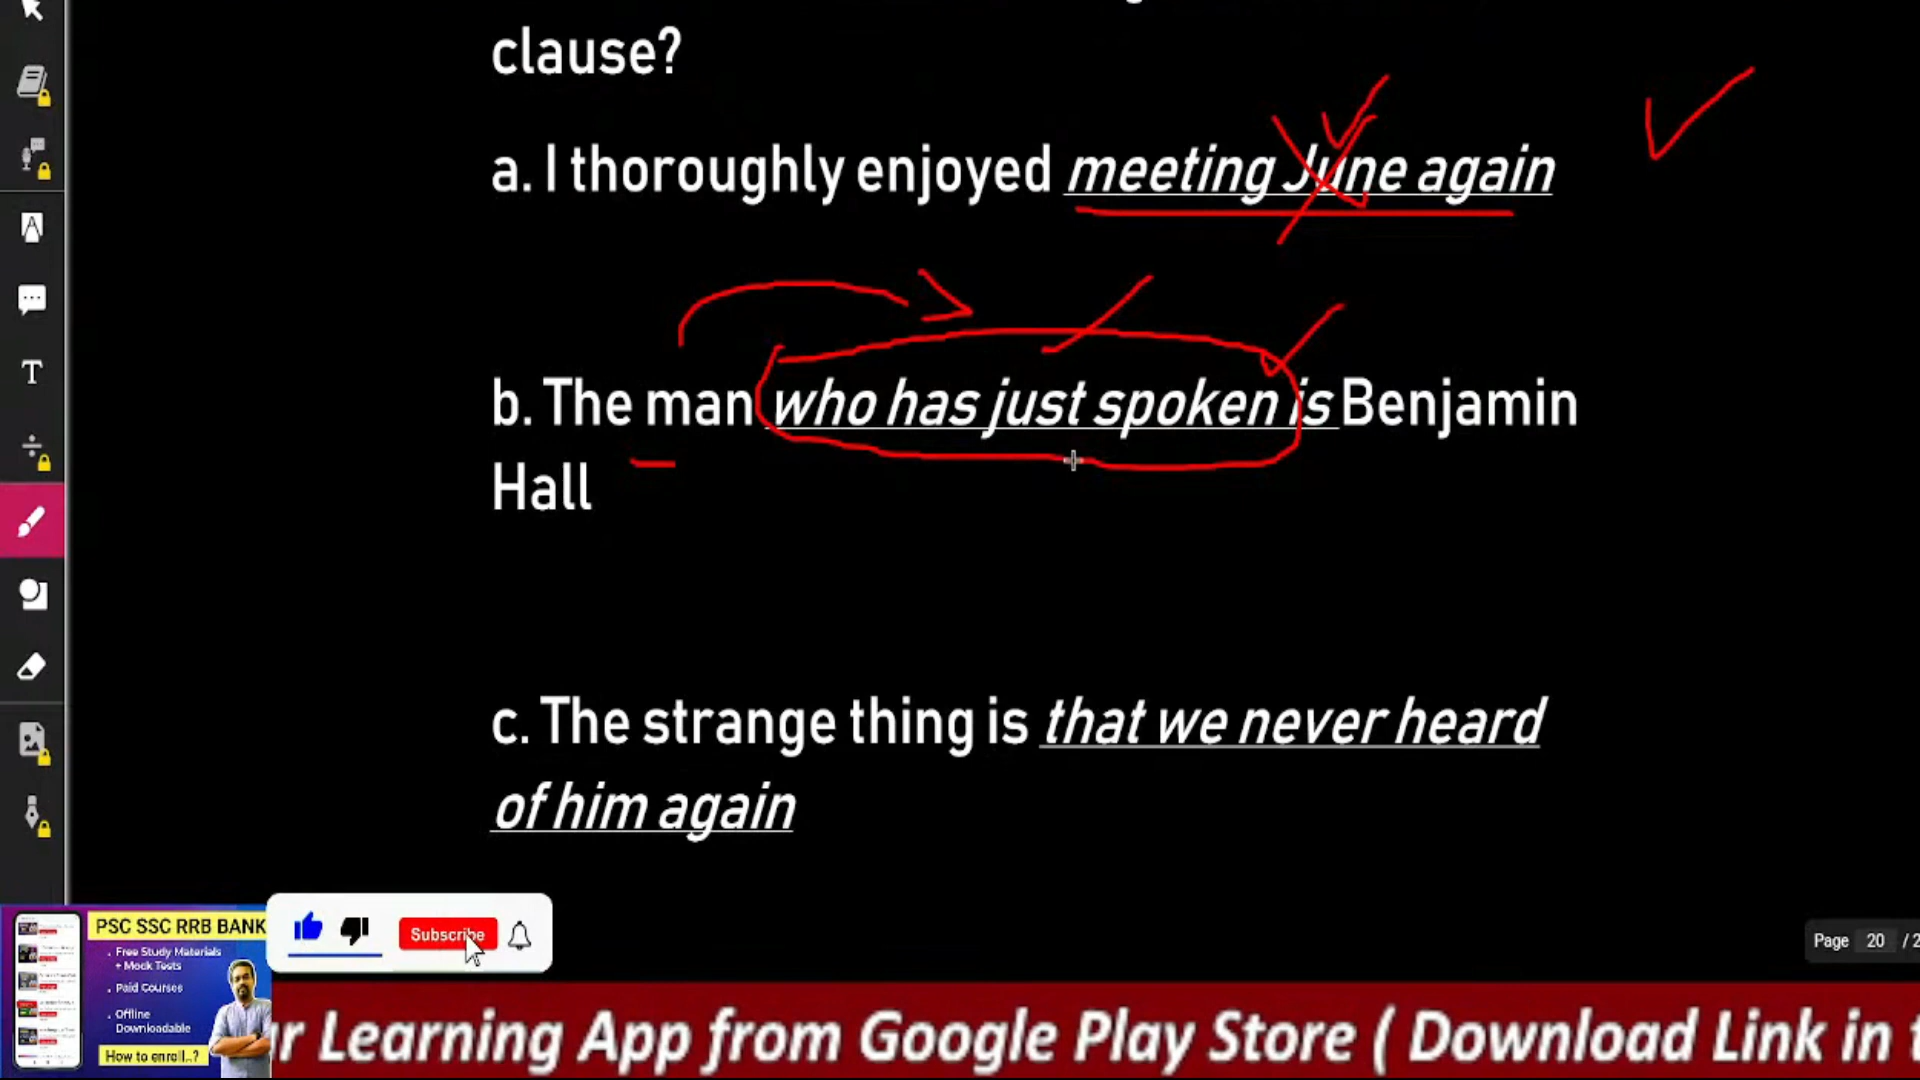 clause?
a. I thoroughly enjoyed meeting June again
b. The man who has just spoken is Benjamin
Hall
c. The strange thing is that we never heard
of him again
PSC SSC RRB BANK
. Free Study Materials
+ Mock Tests
. Paid Courses
. Offline
Downloadable
How to enroll..?
Subscribe
Page 20 / 2
r Learning App from Google Play Store ( Download Link in t